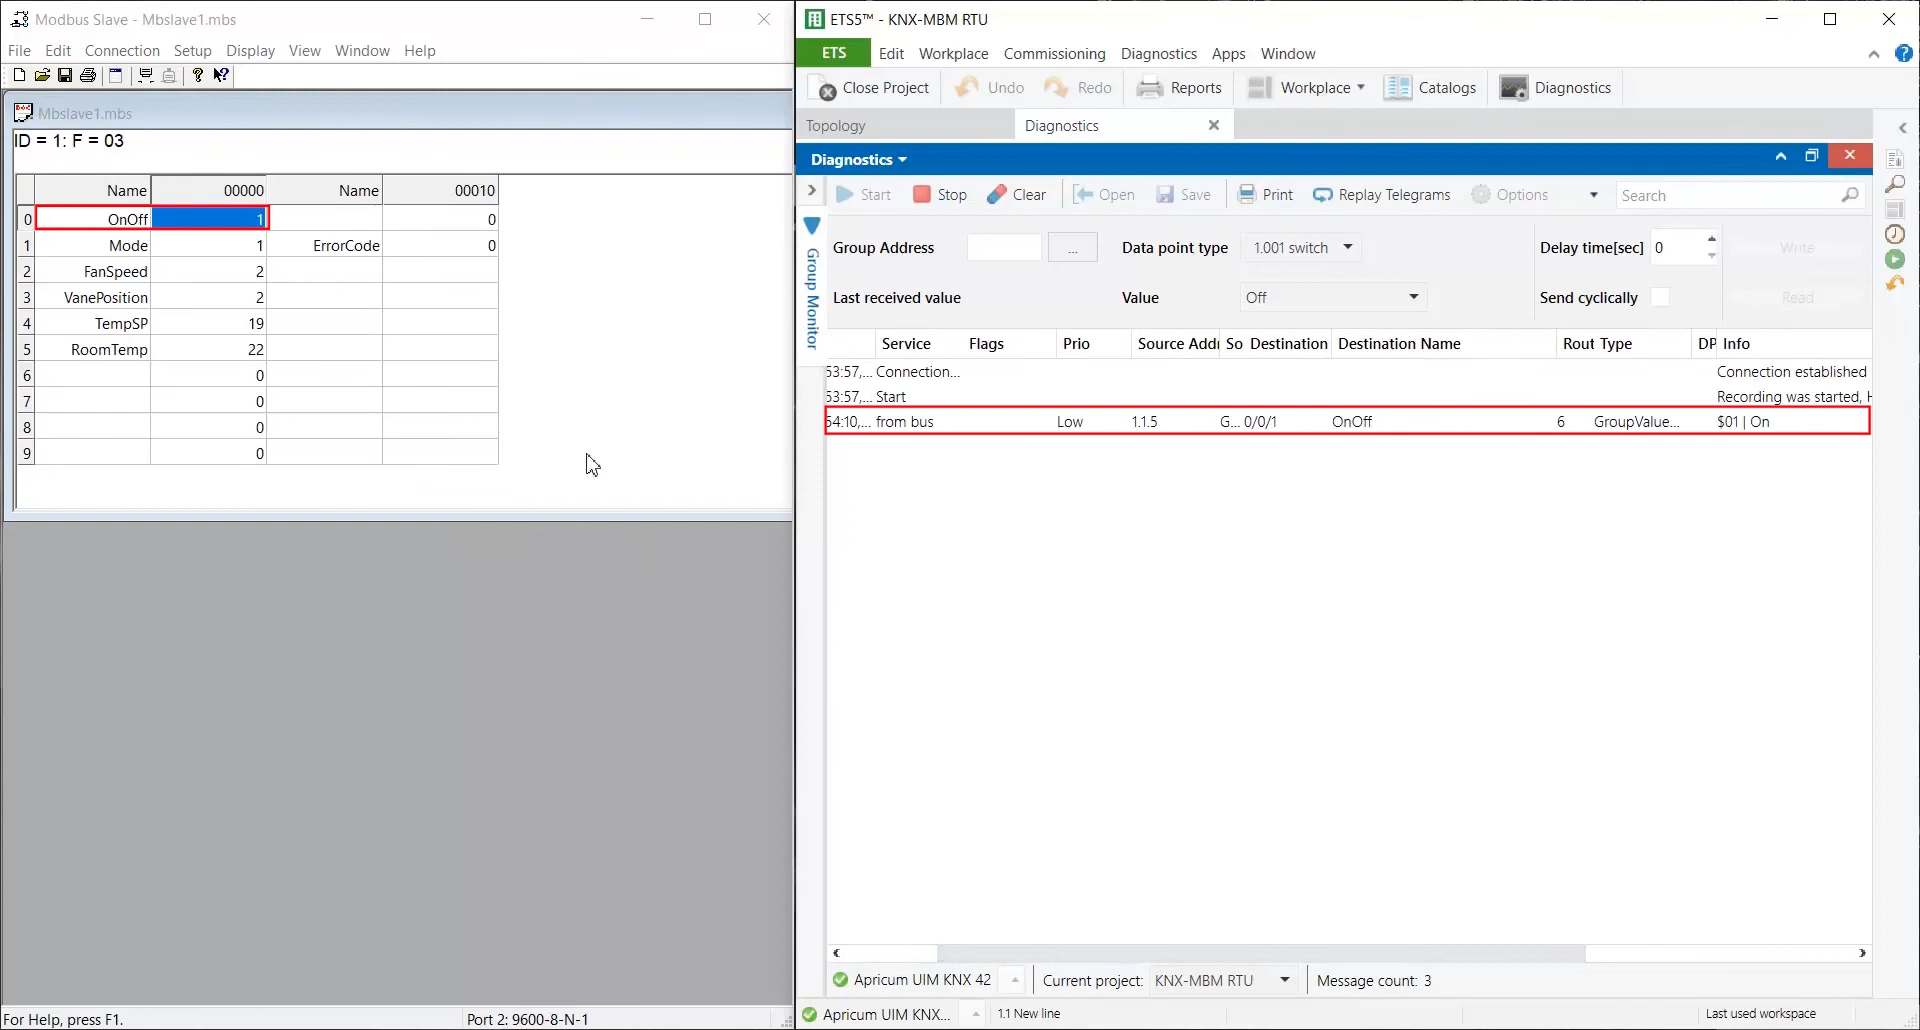 Modbus Slave - Mbslave1.mbs
File Edit Connection Setup Display View Window Help
Mbslave1.mbs
ID = 1: F = 03
Name 00000 Name 00010
0 OnOff 1 0
1 Mode 1 ErrorCode 0
2 FanSpeed 2
3 VanePosition 2
4 TempSP 19
5 RoomTemp 22
6 0
7 0
8 0
9 0
For Help, press F1. Port 2: 9600-8-N-1
ETS5™ - KNX-MBM RTU
ETS Edit Workplace Commissioning Diagnostics Apps Window
Close Project Undo Redo Reports Workplace Catalogs Diagnostics
Topology Diagnostics
Diagnostics
Start Stop Clear Open Save Print Replay Telegrams Options Search
Group Monitor
Group Address ... Data point type 1.001 switch Delay time[sec] 0 Write
Last received value Value Off Send cyclically Read
Service Flags Prio Source Addr So Destination Destination Name Rout Type DP Info
53:57,... Connection... Connection established
53:57,... Start Recording was started, H
54:10,... from bus Low 1.1.5 G... 0/0/1 OnOff 6 GroupValue... $01 | On
Apricum UIM KNX 42 Current project: KNX-MBM RTU Message count: 3
Apricum UIM KNX... 1.1 New line Last used workspace